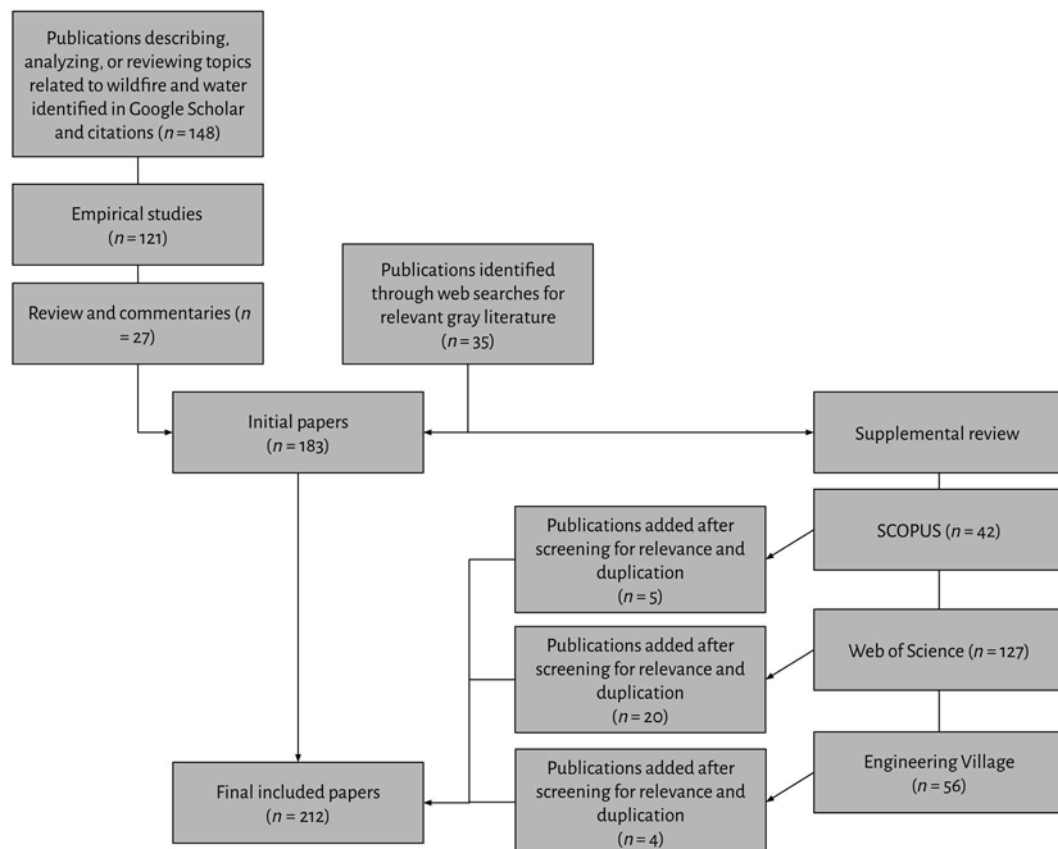 Publications describing,
analyzing, or reviewing topics
related to wildfire and water
identified in Google Scholar
and citations (n = 148)
Empirical studies
(n = 121)
Review and commentaries (n
= 27)
Publications identified
through web searches for
relevant gray literature
(n = 35)
Initial papers
(n = 183)
Supplemental review
SCOPUS (n = 42)
Publications added after
screening for relevance and
duplication
(n = 5)
Web of Science (n = 127)
Publications added after
screening for relevance and
duplication
(n = 20)
Engineering Village
(n = 56)
Publications added after
screening for relevance and
duplication
(n = 4)
Final included papers
(n = 212)